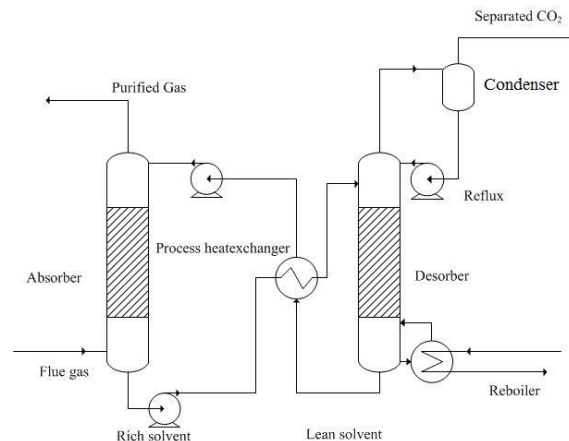 Separated CO₂
Purified Gas
Condenser
Reflux
Process heatexchanger
Absorber
Desorber
Flue gas
Reboiler
Rich solvent
Lean solvent